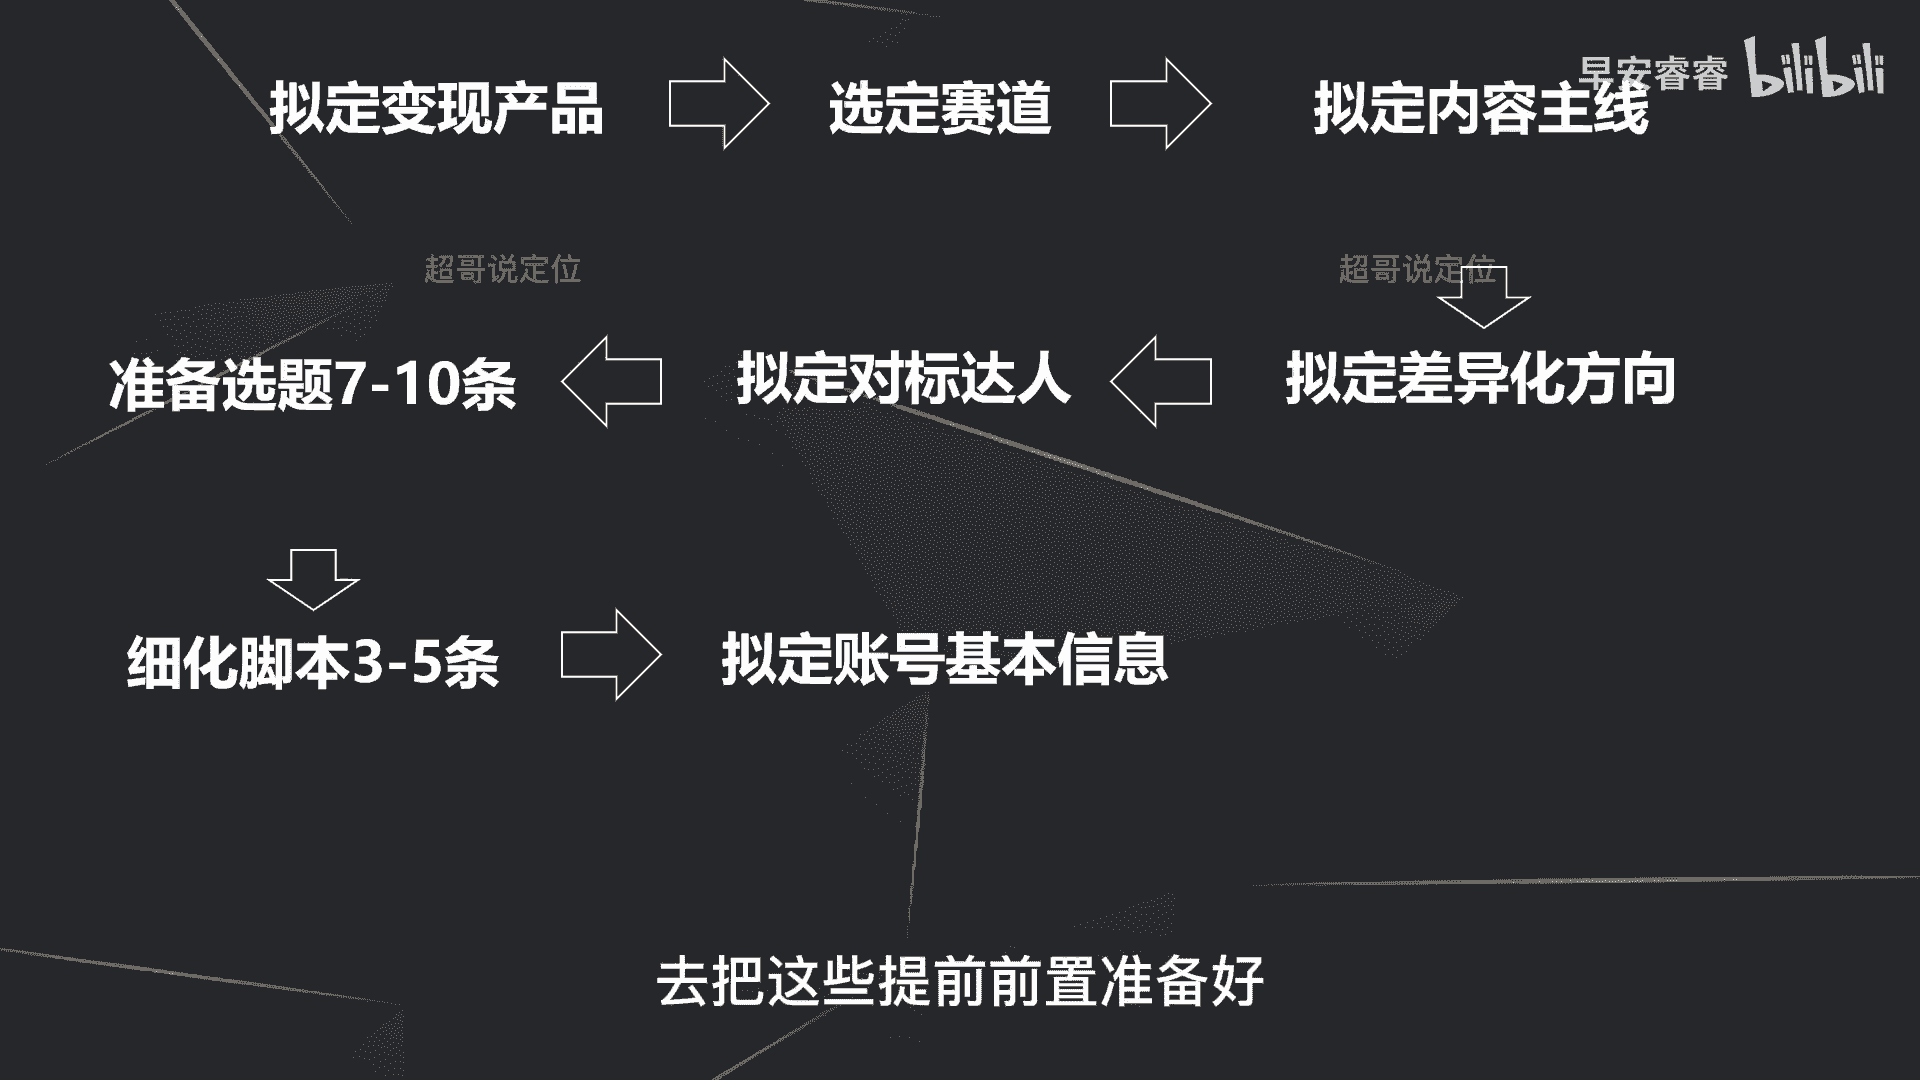 拟定变现产品
选定赛道
拟定内容主线
早安睿睿
bilibili
超哥说定位
超哥说定位
准备选题7-10条
拟定对标达人
拟定差异化方向
细化脚本3-5条
拟定账号基本信息
去把这些提前前置准备好